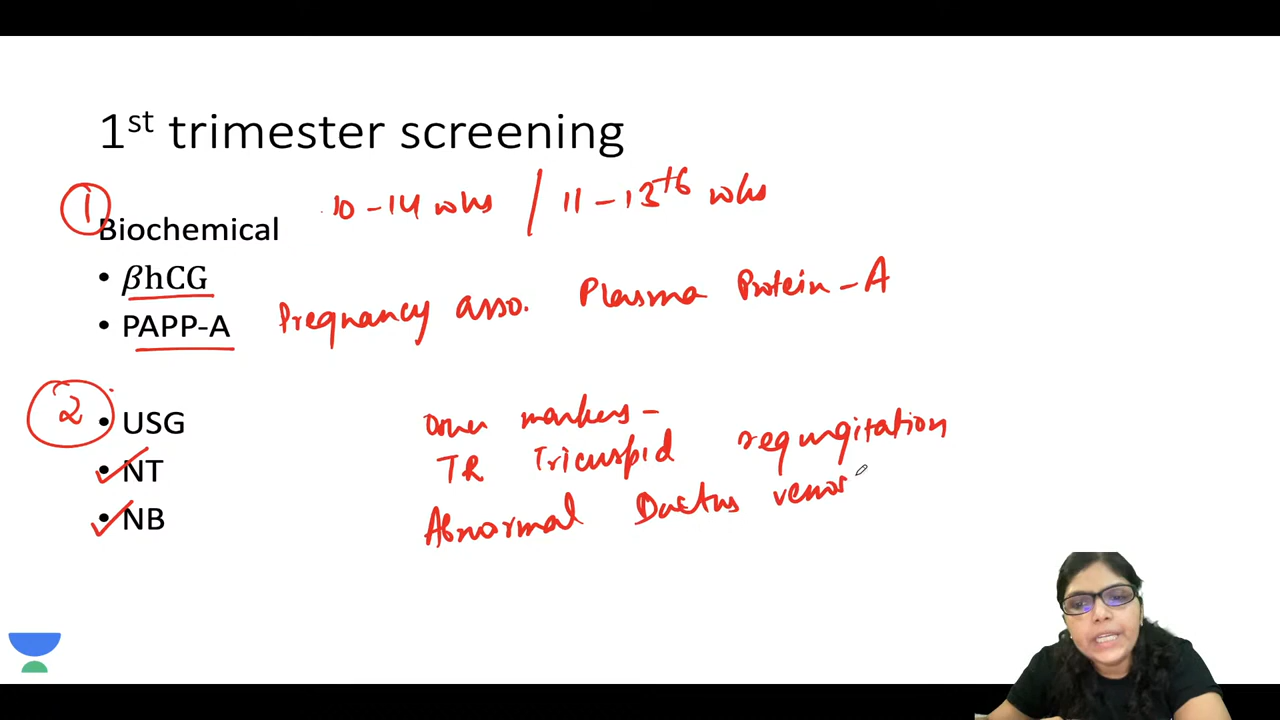 1st trimester screening
10-14 wks / 11-13+6 wks
1
Biochemical
• βhCG
• PAPP-A Pregnancy asso. Plasma Protein-A
2
• USG
• NT
• NB
Other markers-
TR Tricuspid regurgitation
Abnormal Ductus venos